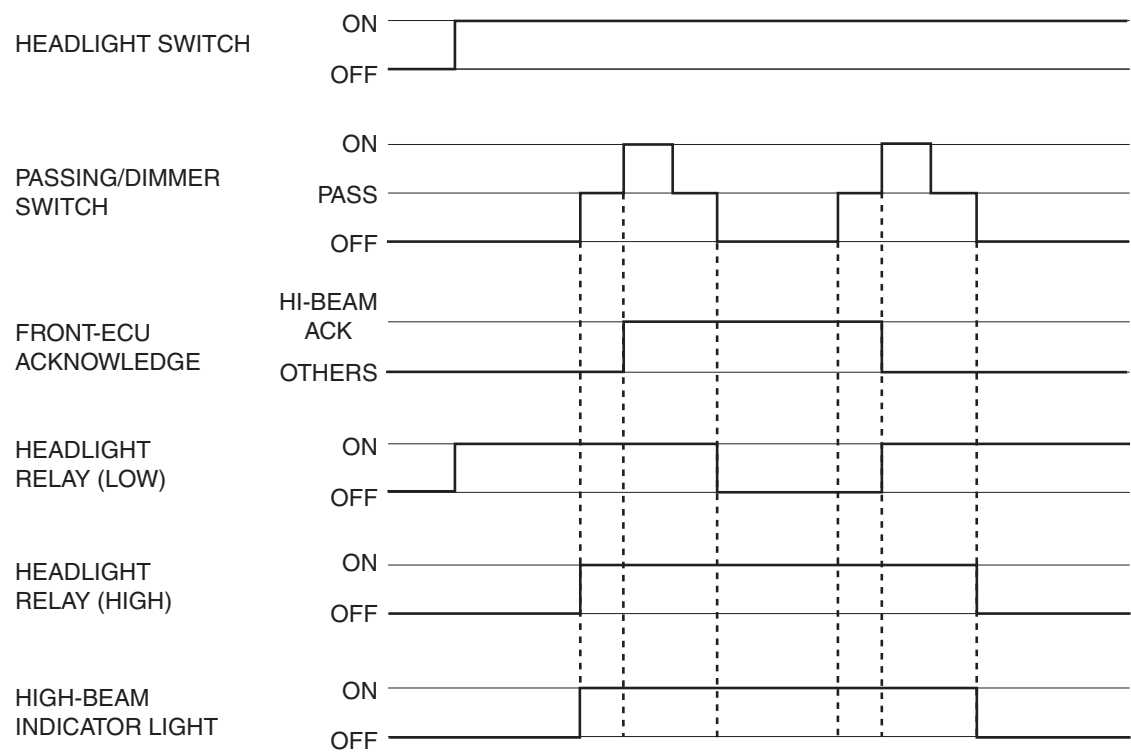 HEADLIGHT SWITCH
ON
OFF
PASSING/DIMMER
SWITCH
ON
PASS
OFF
FRONT-ECU
ACKNOWLEDGE
HI-BEAM
ACK
OTHERS
HEADLIGHT
RELAY (LOW)
ON
OFF
HEADLIGHT
RELAY (HIGH)
ON
OFF
HIGH-BEAM
INDICATOR LIGHT
ON
OFF